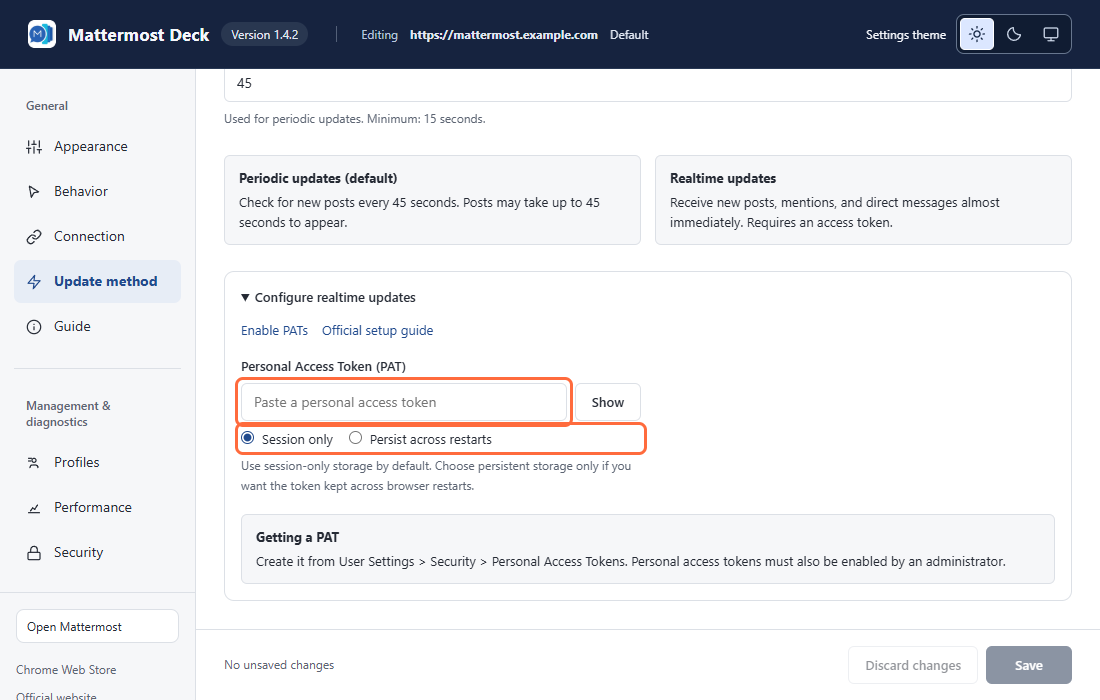 Mattermost Deck
Version 1.4.2
Editing https://mattermost.example.com Default
Settings theme
General
Appearance
Behavior
Connection
Update method
Guide
Management &
diagnostics
Profiles
Performance
Security
Open Mattermost
Chrome Web Store
Official website
45
Used for periodic updates. Minimum: 15 seconds.
Periodic updates (default)
Check for new posts every 45 seconds. Posts may take up to 45
seconds to appear.
Realtime updates
Receive new posts, mentions, and direct messages almost
immediately. Requires an access token.
▼ Configure realtime updates
Enable PATs Official setup guide
Personal Access Token (PAT)
Paste a personal access token
Show
Session only Persist across restarts
Use session-only storage by default. Choose persistent storage only if you
want the token kept across browser restarts.
Getting a PAT
Create it from User Settings > Security > Personal Access Tokens. Personal access tokens must also be enabled by an administrator.
No unsaved changes
Discard changes
Save